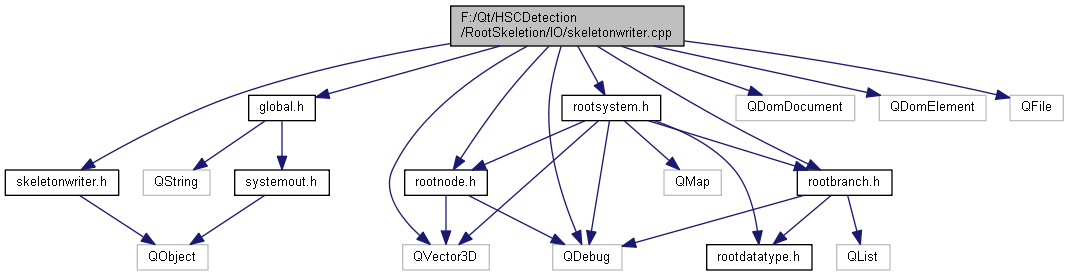 F:/Qt/HSCDetection
/RootSkeletion/IO/skeletonwriter.cpp
global.h
rootsystem.h
QDomDocument
QDomElement
QFile
skeletonwriter.h
QString
systemout.h
rootnode.h
QMap
rootbranch.h
QObject
QVector3D
QDebug
rootdatatype.h
QList